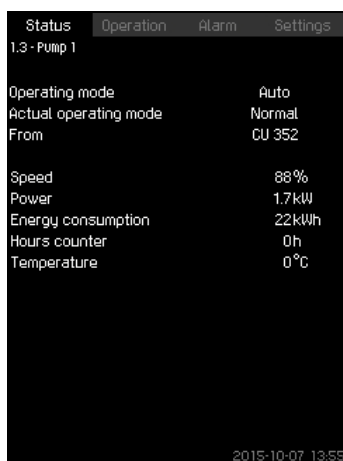 Status Operation Alarm Settings
1.3 - Pump 1
Operating mode Auto
Actual operating mode Normal
From CU 352
Speed 88%
Power 1.7kW
Energy consumption 22kWh
Hours counter 0h
Temperature 0°C
2015-10-07 13:55